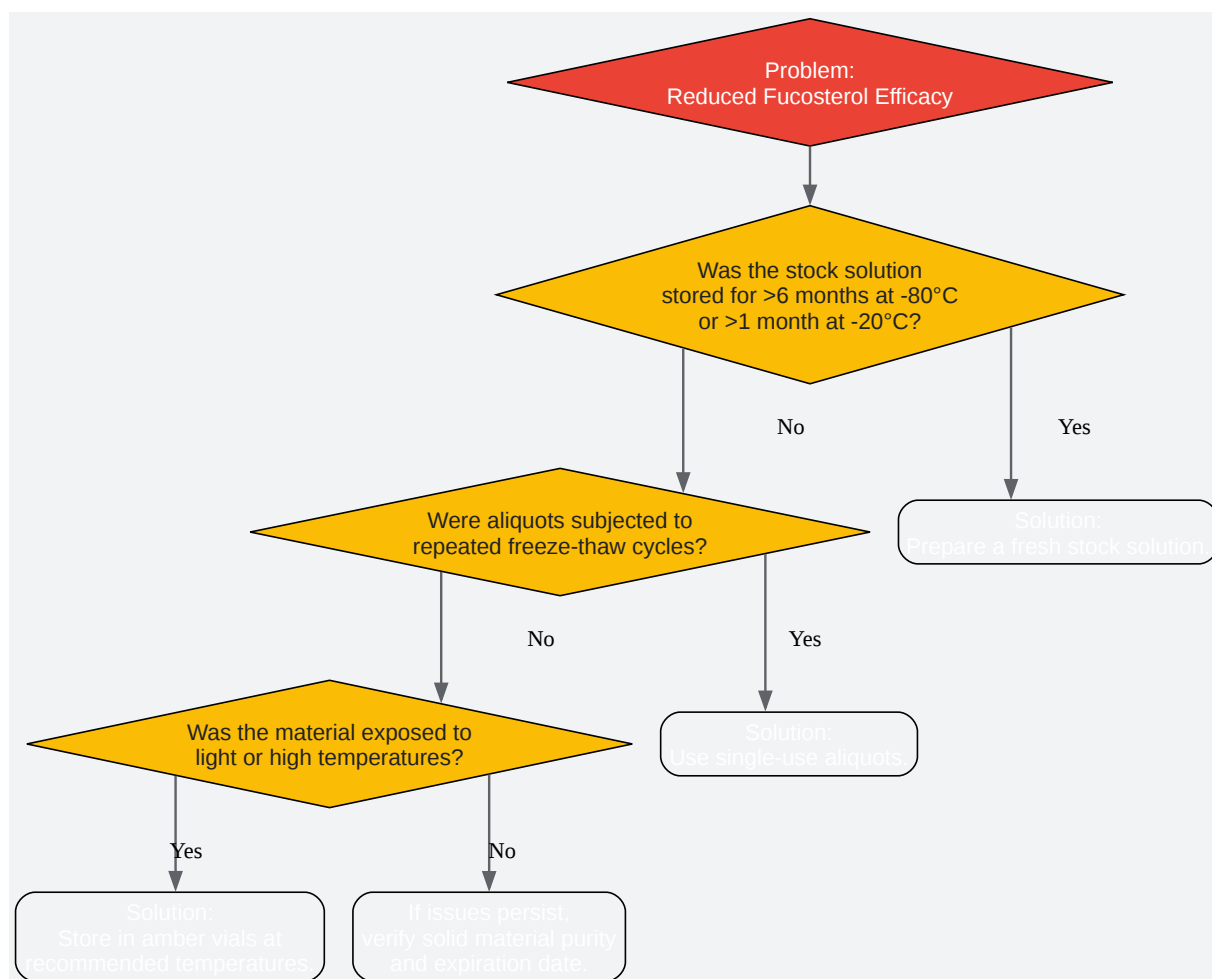 Problem:
Reduced Fucosterol Efficacy
Was the stock solution
stored for >6 months at -80°C
or >1 month at -20°C?
No
Yes
Were aliquots subjected to
repeated freeze-thaw cycles?
Solution:
Prepare a fresh stock solution.
No
Yes
Was the material exposed to
light or high temperatures?
Solution:
Use single-use aliquots.
Yes
No
Solution:
Store in amber vials at
recommended temperatures.
If issues persist,
verify solid material purity
and expiration date.